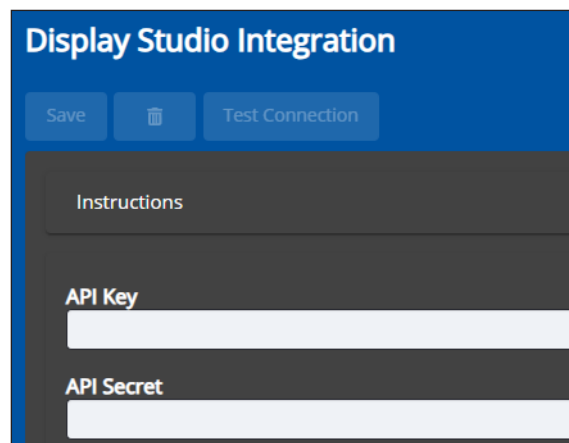 Display Studio Integration
Save Test Connection
Instructions
API Key
API Secret